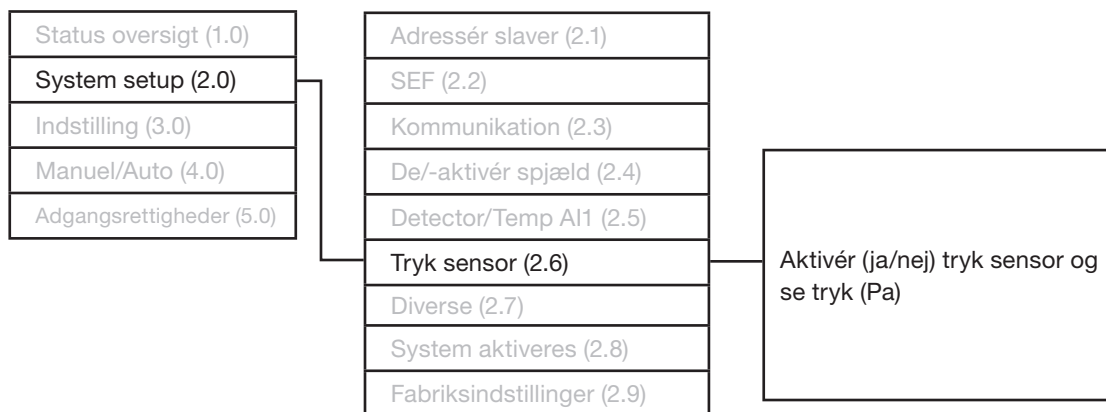 Status oversigt (1.0)
System setup (2.0)
Indstilling (3.0)
Manuel/Auto (4.0)
Adgangsrettigheder (5.0)
Adressér slaver (2.1)
SEF (2.2)
Kommunikation (2.3)
De/-aktivér spjæld (2.4)
Detector/Temp AI1 (2.5)
Tryk sensor (2.6)
Diverse (2.7)
System aktiveres (2.8)
Fabriksindstillinger (2.9)
Aktivér (ja/nej) tryk sensor og
se tryk (Pa)